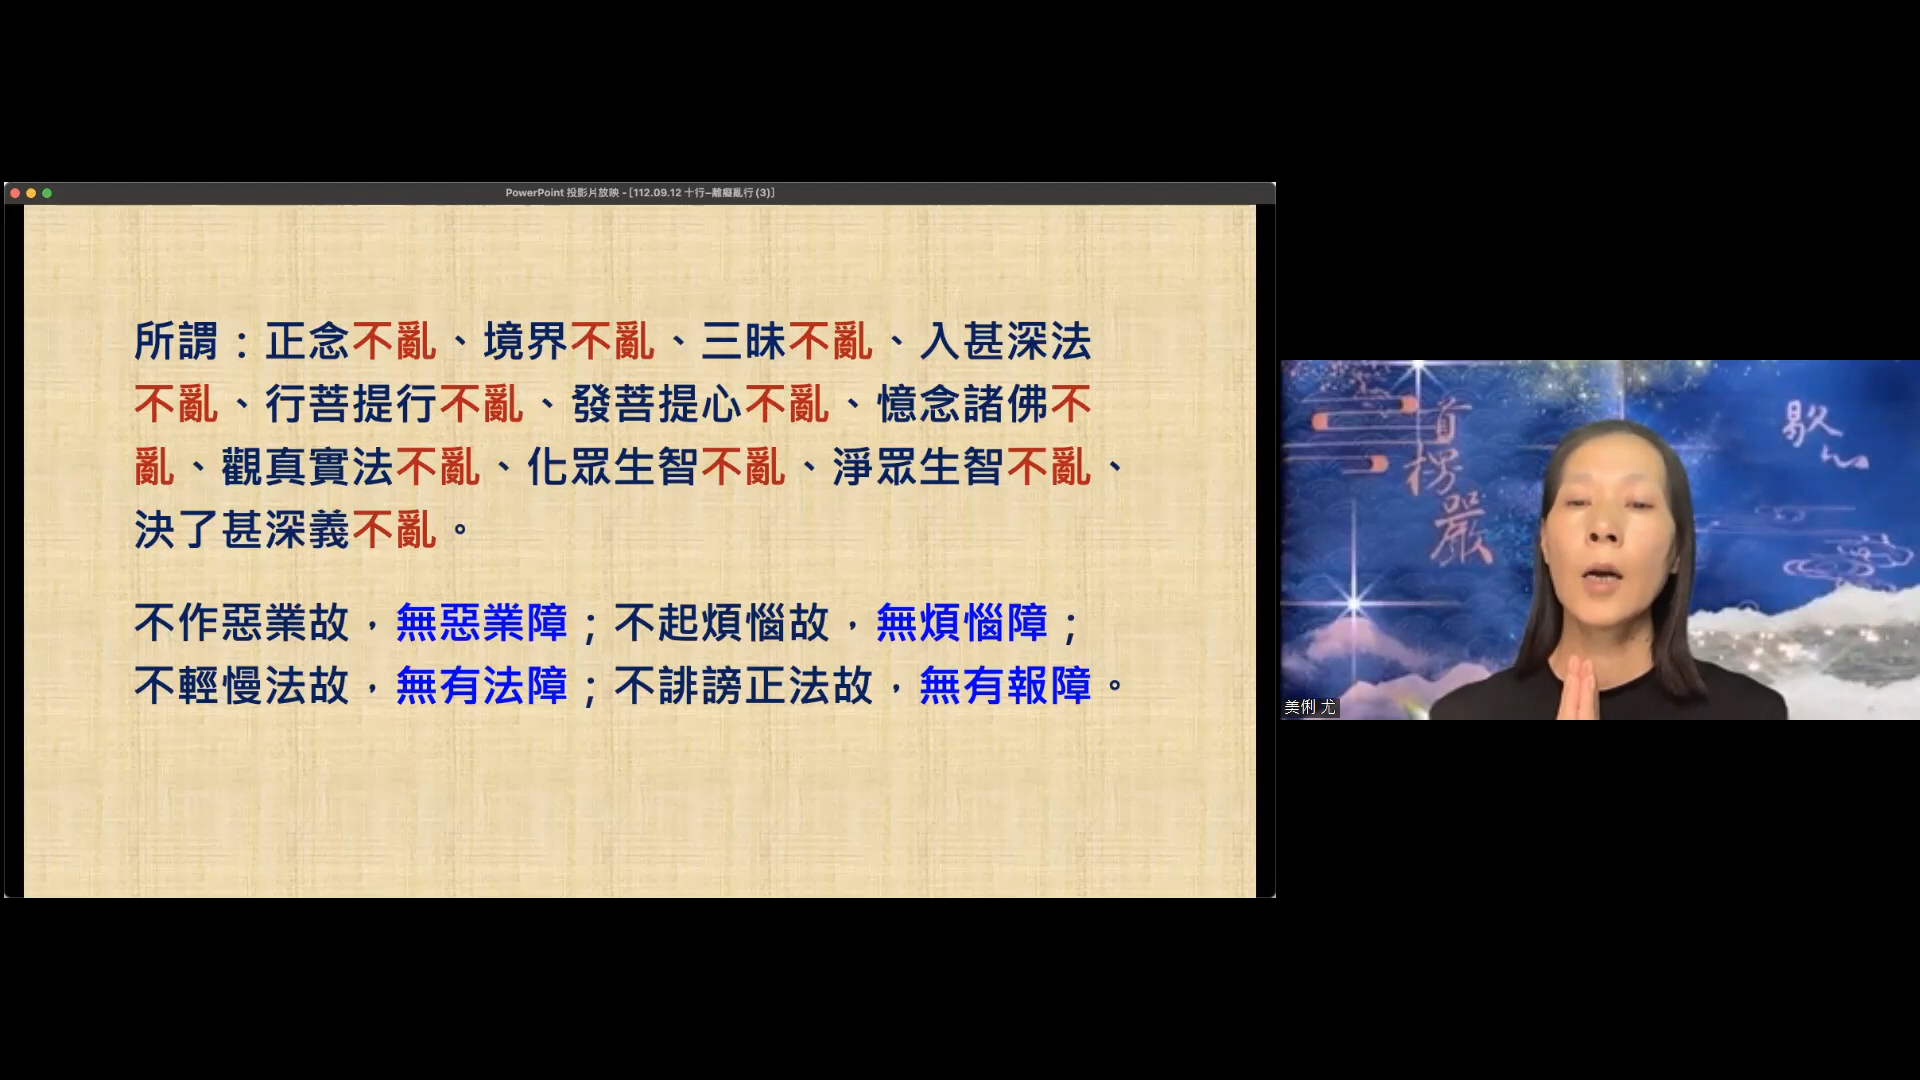 PowerPoint 投影片放映 - [112.09.12 十行–離癡亂行 (3)]
所謂：正念不亂、境界不亂、三昧不亂、入甚深法
不亂、行菩提行不亂、發菩提心不亂、憶念諸佛不
亂、觀真實法不亂、化眾生智不亂、淨眾生智不亂、
決了甚深義不亂。
不作惡業故，無惡業障；不起煩惱故，無煩惱障；
不輕慢法故，無有法障；不誹謗正法故，無有報障。
首楞嚴
歇心
美俐 尤